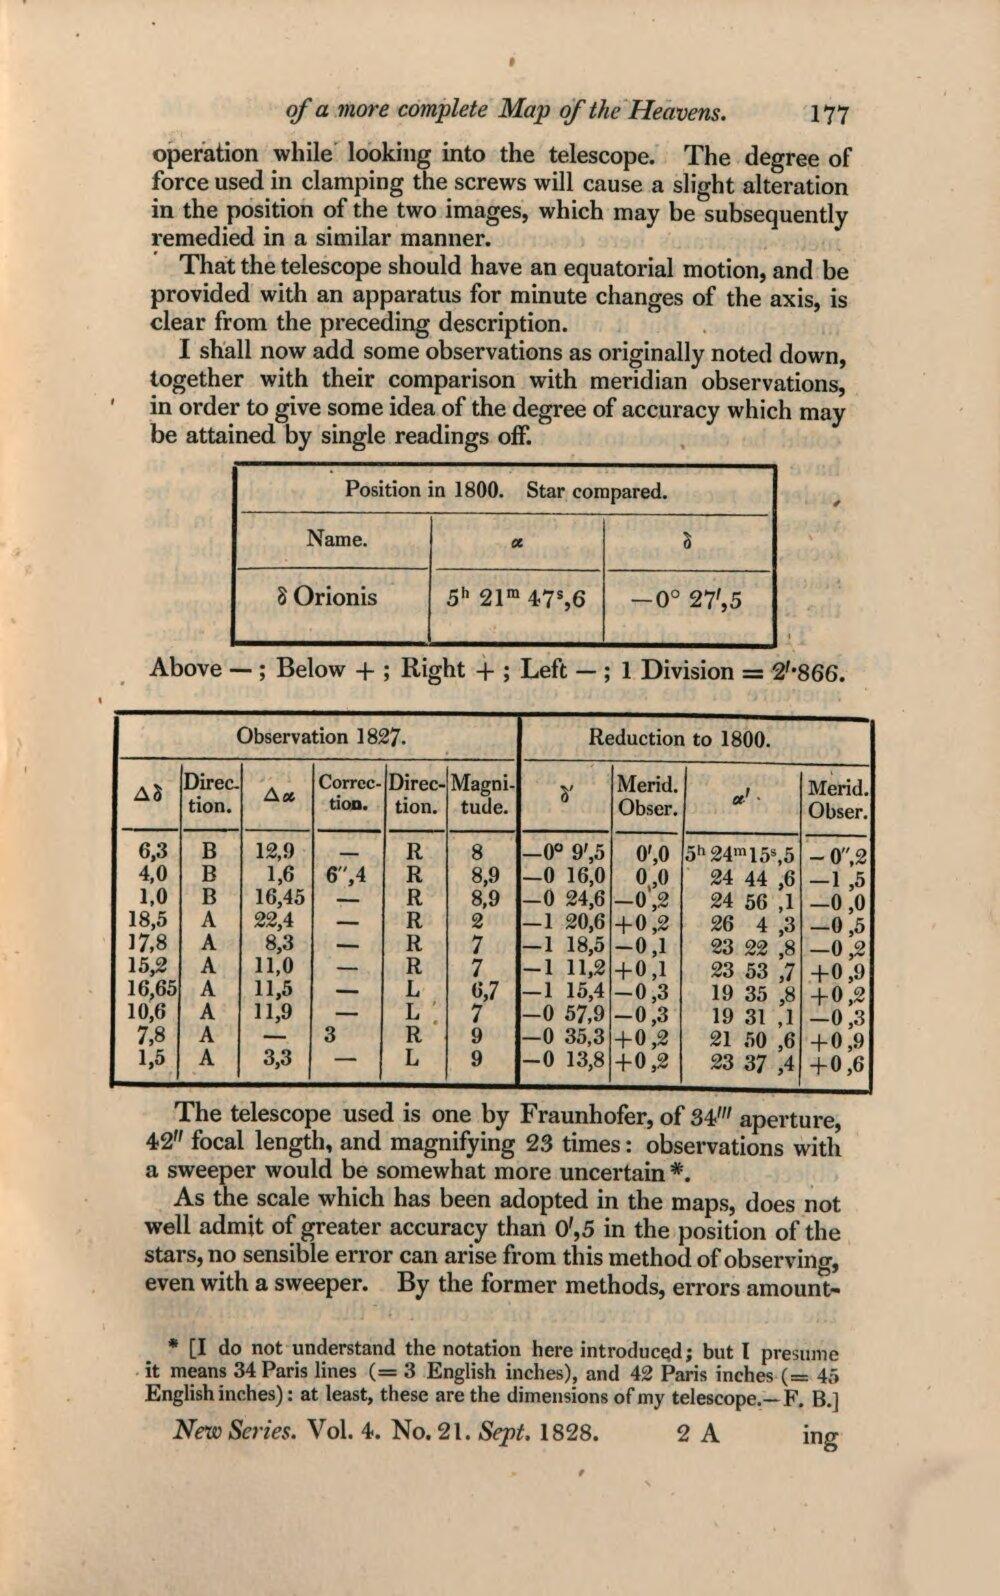 of a more complete Map of the Heavens. 177
operation while looking into the telescope. The degree of
force used in clamping the screws will cause a slight alteration
in the position of the two images, which may be subsequently
remedied in a similar manner.
That the telescope should have an equatorial motion, and be
provided with an apparatus for minute changes of the axis, is
clear from the preceding description.
I shall now add some observations as originally noted down,
together with their comparison with meridian observations,
in order to give some idea of the degree of accuracy which may
be attained by single readings off.
Position in 1800. Star compared.
Name. α δ
δ Orionis 5h 21m 47s,6 —0° 27′,5
Above — ; Below + ; Right + ; Left — ; 1 Division = 2′·866.
Observation 1827. Reduction to 1800.
Δδ Direc- tion. Δα Correc- tion. Direc- tion. Magni- tude. δ′ Merid. Obser. α′. Merid. Obser.
6,3 B 12,9 — R 8 —0° 9′,5 0′,0 5h 24m 15s,5 —0″,2
4,0 B 1,6 6″,4 R 8,9 —0 16,0 0,0 24 44 ,6 —1 ,5
1,0 B 16,45 — R 8,9 —0 24,6 —0,2 24 56 ,1 —0 ,0
18,5 A 22,4 — R 2 —1 20,6 +0,2 26 4 ,3 —0 ,5
17,8 A 8,3 — R 7 —1 18,5 —0,1 23 22 ,8 —0 ,2
15,2 A 11,0 — R 7 —1 11,2 +0,1 23 53 ,7 +0 ,9
16,65 A 11,5 — L 6,7 —1 15,4 —0,3 19 35 ,8 +0 ,2
10,6 A 11,9 — L 7 —0 57,9 —0,3 19 31 ,1 —0 ,3
7,8 A — 3 R 9 —0 35,3 +0,2 21 50 ,6 +0 ,9
1,5 A 3,3 — L 9 —0 13,8 +0,2 23 37 ,4 +0 ,6
The telescope used is one by Fraunhofer, of 34‴ aperture,
42″ focal length, and magnifying 23 times: observations with
a sweeper would be somewhat more uncertain*.
As the scale which has been adopted in the maps, does not
well admit of greater accuracy than 0′,5 in the position of the
stars, no sensible error can arise from this method of observing,
even with a sweeper. By the former methods, errors amount-
* [I do not understand the notation here introduced; but I presume
it means 34 Paris lines (= 3 English inches), and 42 Paris inches (= 45
English inches): at least, these are the dimensions of my telescope.—F. B.]
New Series. Vol. 4. No. 21. Sept. 1828. 2 A ing